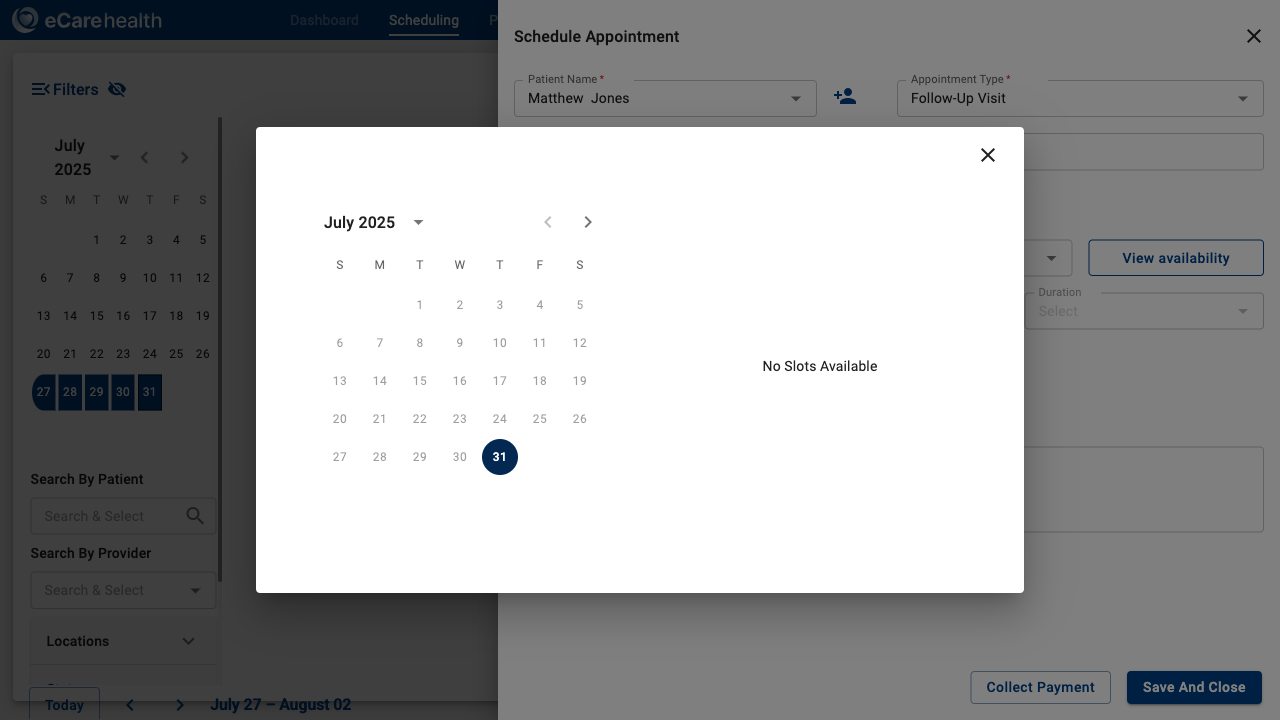 eCarehealth
Dashboard
Scheduling
P
Schedule Appointment
Patient Name *
Matthew Jones
Appointment Type *
Follow-Up Visit
Filters
July
2025
S M T W T F S
1 2 3 4 5
6 7 8 9 10 11 12
13 14 15 16 17 18 19
20 21 22 23 24 25 26
27 28 29 30 31
July 2025
S M T W T F S
1 2 3 4 5
6 7 8 9 10 11 12
13 14 15 16 17 18 19
20 21 22 23 24 25 26
27 28 29 30 31
No Slots Available
View availability
Duration
Select
Search By Patient
Search & Select
Search By Provider
Search & Select
Locations
Today
July 27 – August 02
Collect Payment
Save And Close